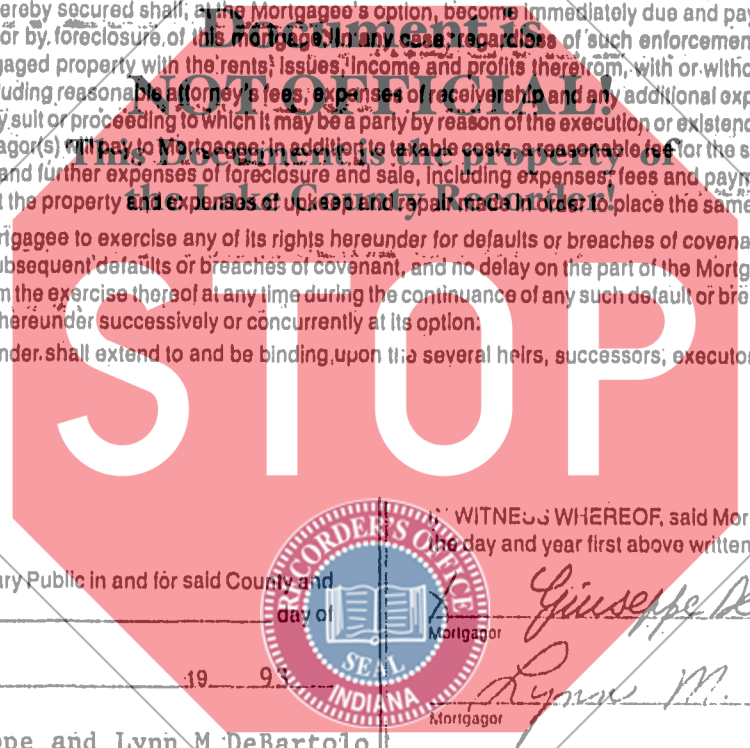 ereby secured shall, at the Mortgagee's option, become immediately due and pa
Document is
or by, foreclosure of this mortgage. In any case, regardless of such enforcemen
gaged property with the rents, issues, income and profits therefrom, with or witho
NOT OFFICIAL!
uding reasonable attorney's fees, expenses of receivership and any additional exp
y suit or proceeding to which it may be a party by reason of the execution or existenc
agor(s) will pay to Mortgagee, in addition to taxable costs, a reasonable fee for the s
This Document is the property of
and further expenses of foreclosure and sale, including expenses, fees and paym
the Lake County Recorder!
t the property and expenses of upkeep and repair made in order to place the same
rtgagee to exercise any of its rights hereunder for defaults or breaches of covena
ubsequent defaults or breaches of covenant, and no delay on the part of the Mortg
m the exercise thereof at any time during the continuance of any such default or bre
hereunder successively or concurrently at its option.
nder shall extend to and be binding upon the several heirs, successors, executo
STOP
IN WITNESS WHEREOF, said Mor
the day and year first above written
ary Public in and for said County and
day of
Giuseppe De
Mortgagor
RECORDER'S OFFICE
SEAL
INDIANA
19 93
Lynn M.
Mortgagor
ppe and Lynn M DeBartolo